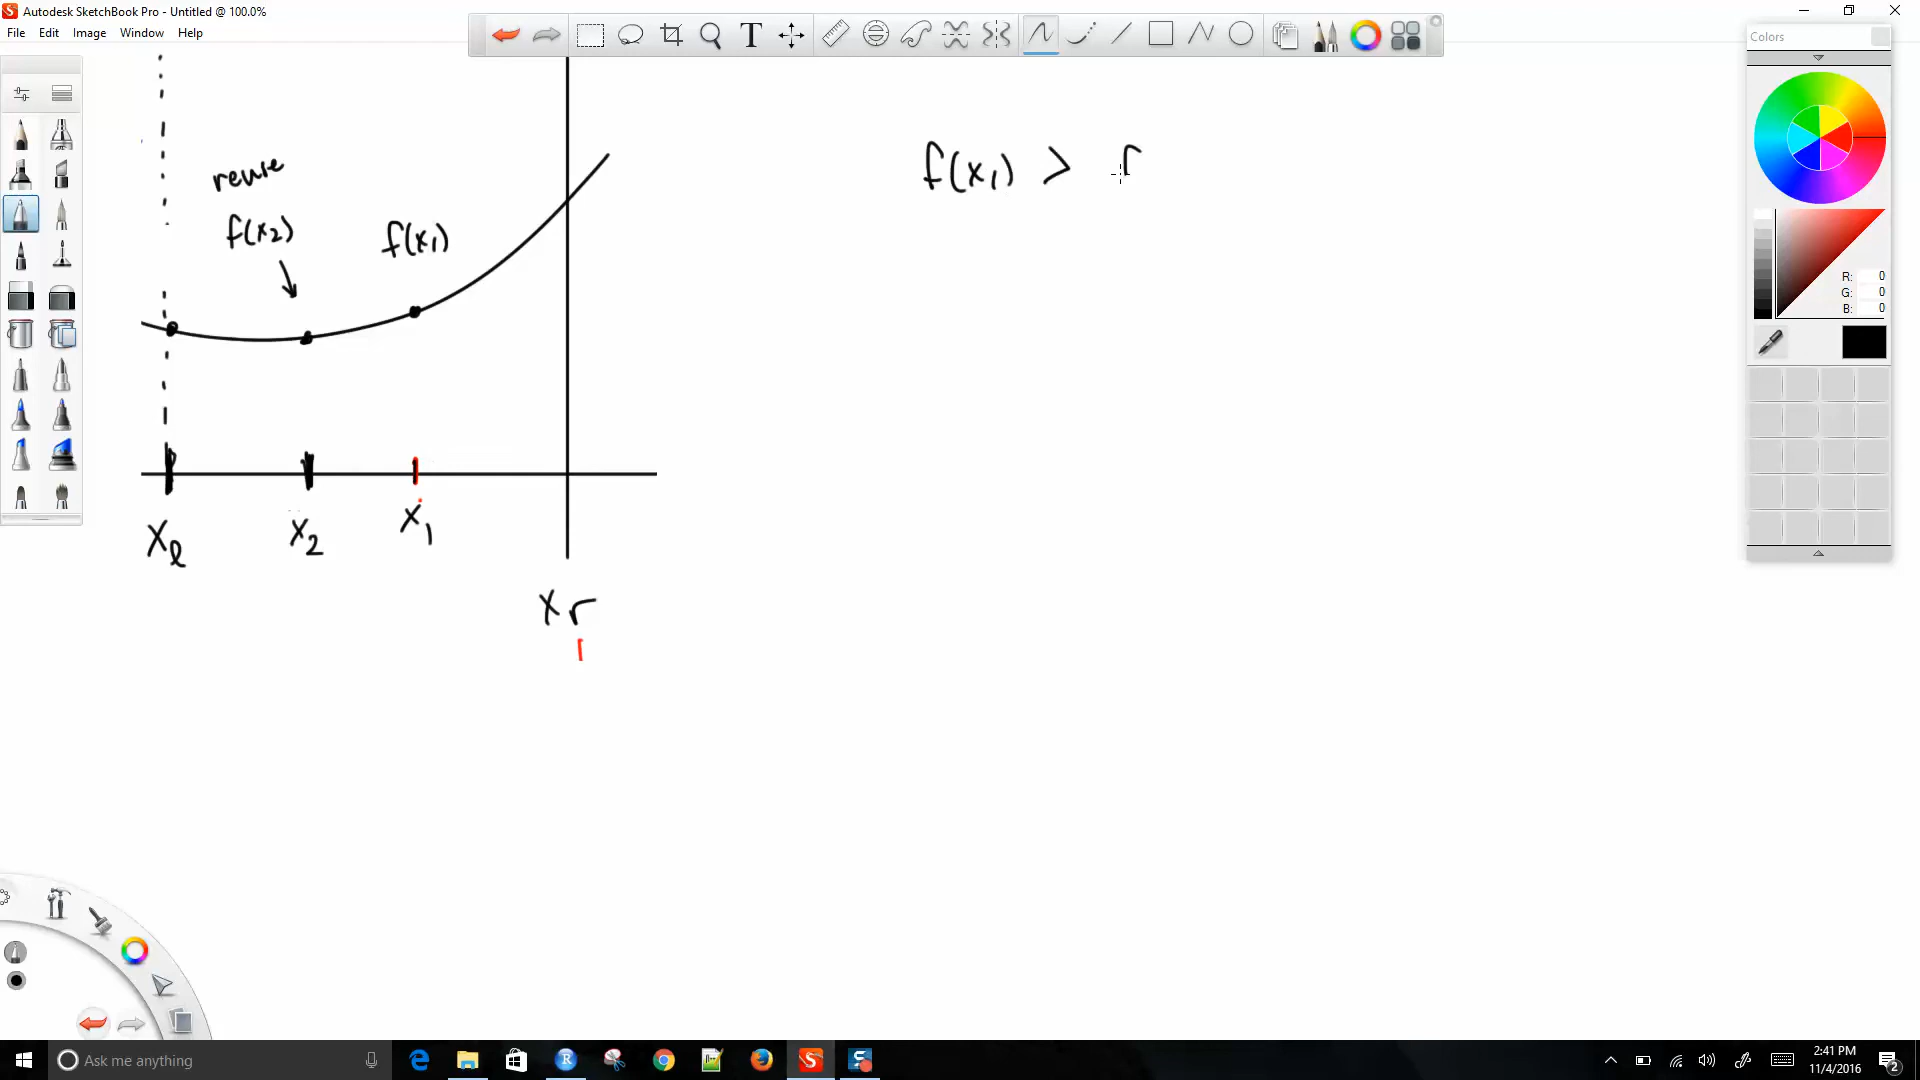 Autodesk SketchBook Pro - Untitled @ 100.0%
File Edit Image Window Help
T
Colors
reuse
f(x2)
f(x1)
f(x1) > f
R: 0
G: 0
B: 0
xl x2 x1
xr
Ask me anything
2:41 PM
11/4/2016
2